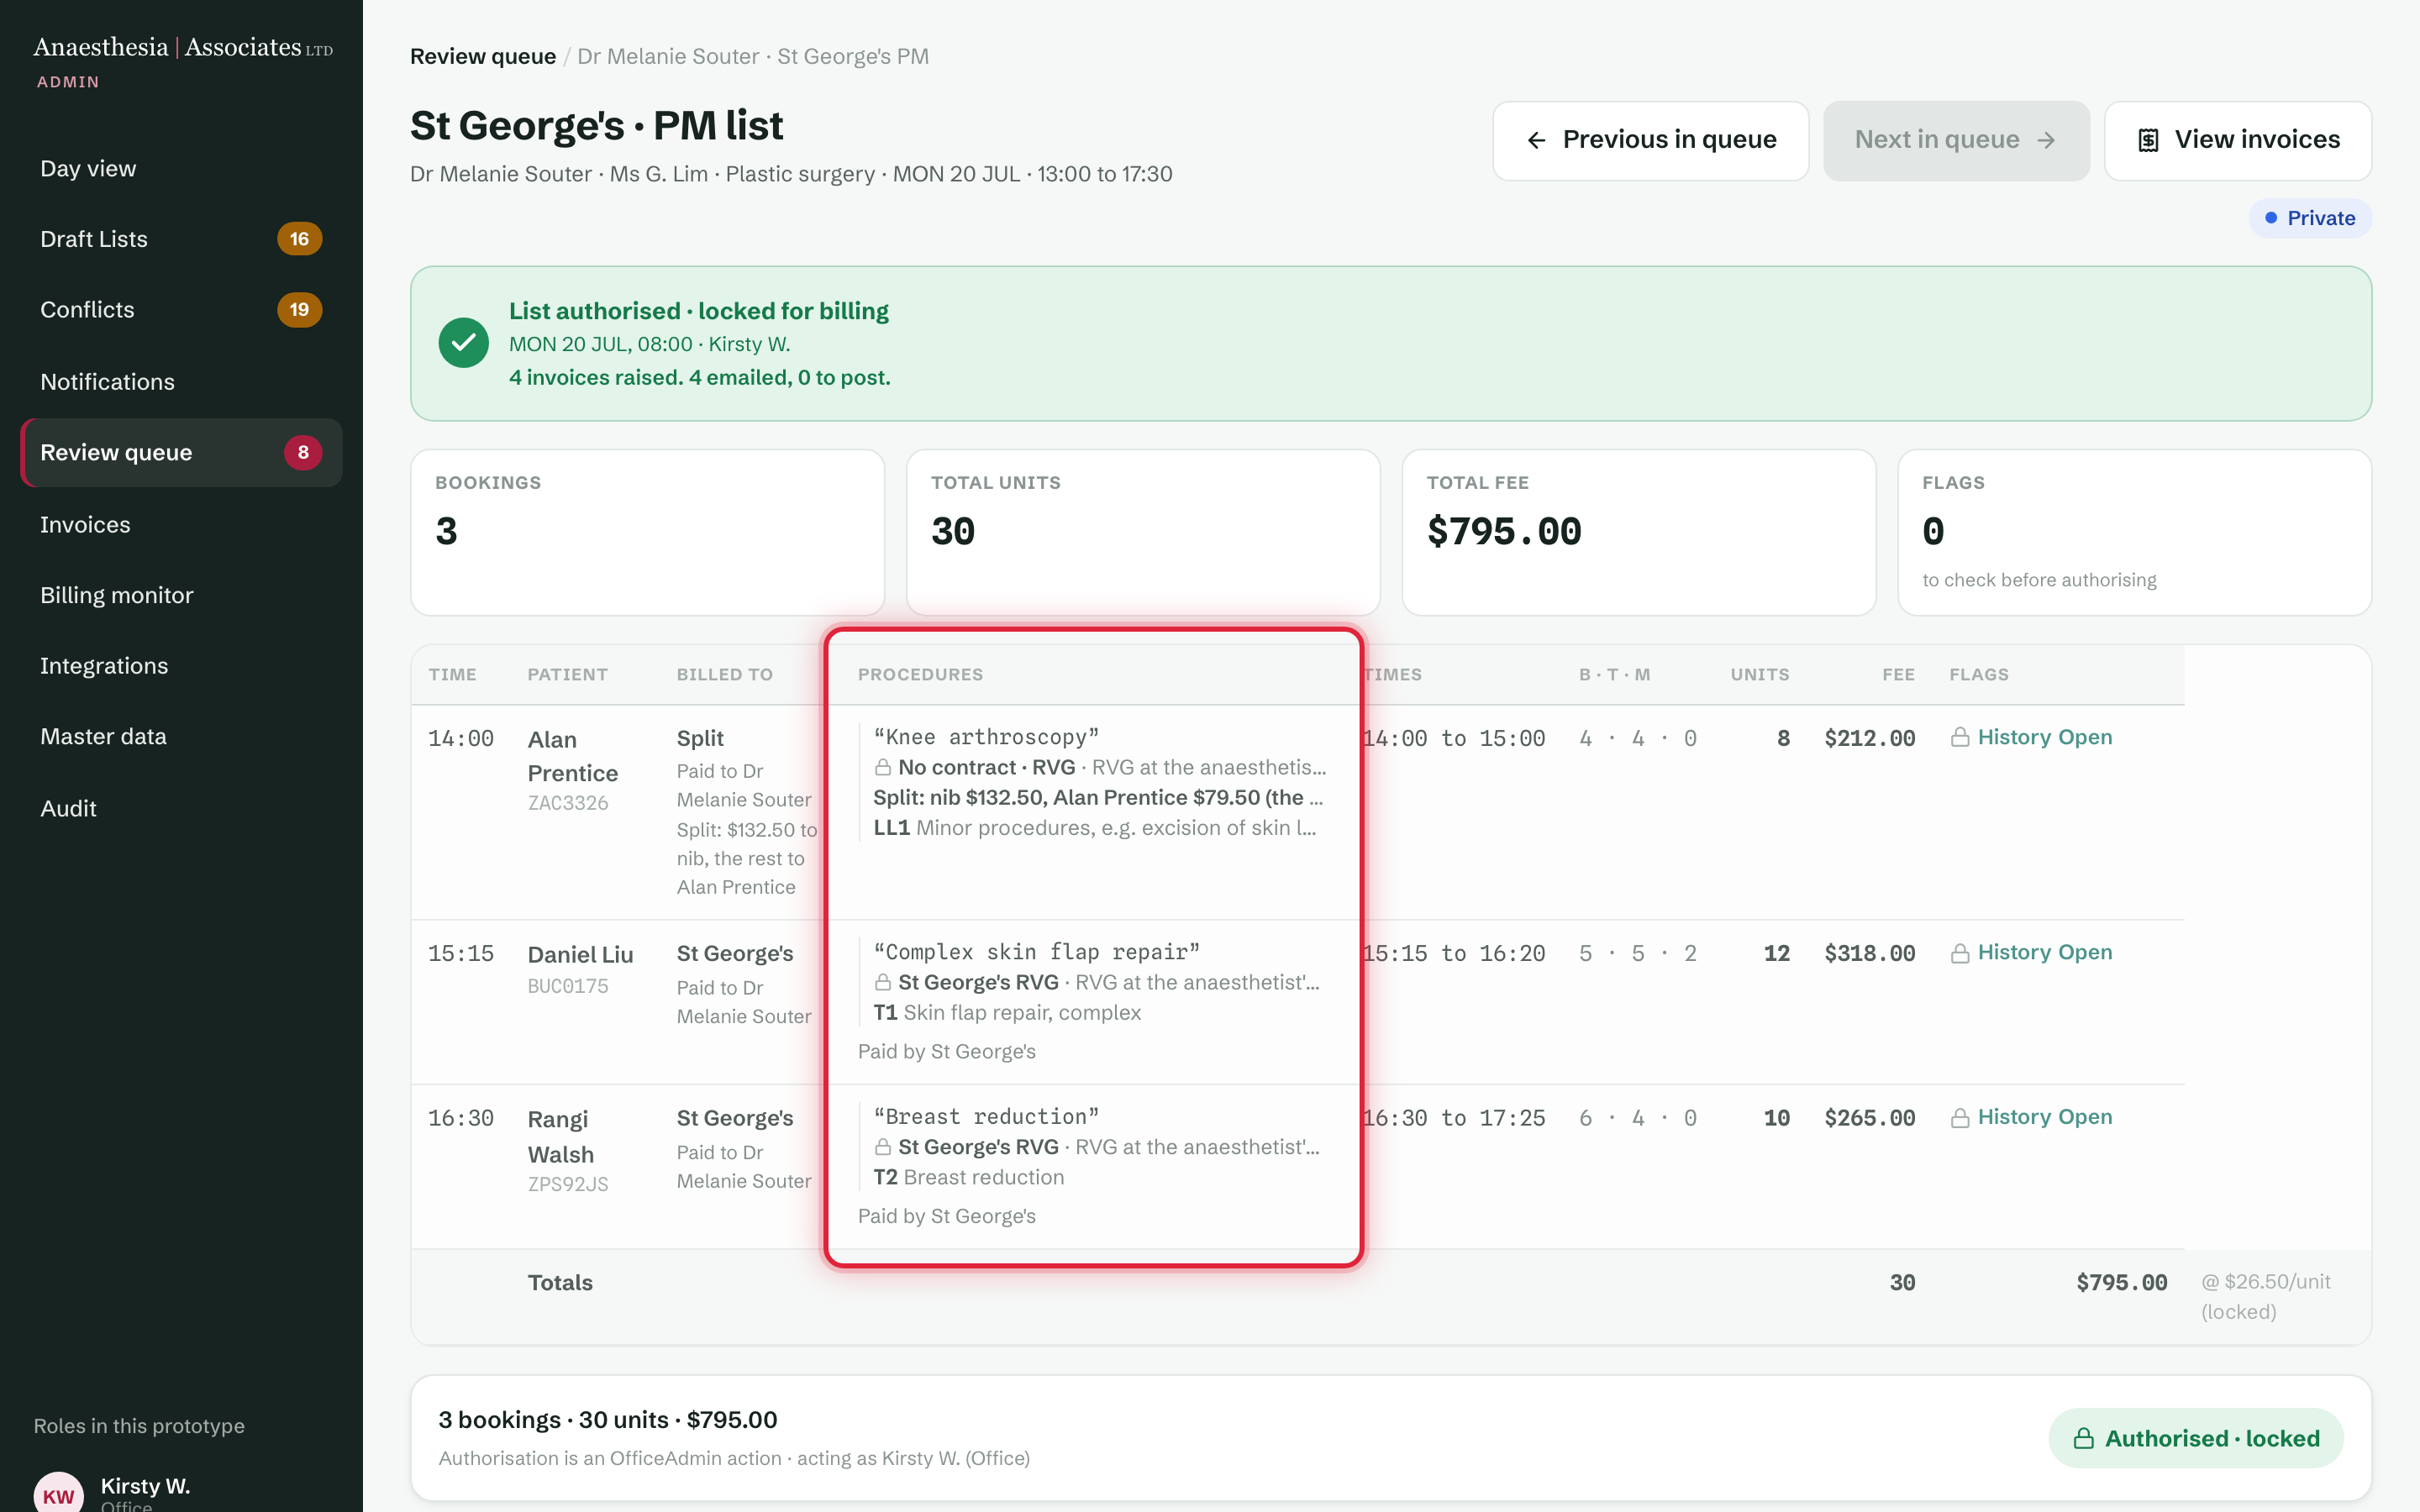 Anaesthesia | Associates LTD
ADMIN
Day view
Draft Lists 16
Conflicts 19
Notifications
Review queue 8
Invoices
Billing monitor
Integrations
Master data
Audit
Roles in this prototype
KW Kirsty W.
Office
Review queue / Dr Melanie Souter · St George's PM
St George's · PM list
Dr Melanie Souter · Ms G. Lim · Plastic surgery · MON 20 JUL · 13:00 to 17:30
← Previous in queue
Next in queue →
View invoices
Private
List authorised · locked for billing
MON 20 JUL, 08:00 · Kirsty W.
4 invoices raised. 4 emailed, 0 to post.
BOOKINGS
3
TOTAL UNITS
30
TOTAL FEE
$795.00
FLAGS
0
to check before authorising
TIME PATIENT BILLED TO PROCEDURES TIMES B · T · M UNITS FEE FLAGS
14:00
Alan
Prentice
ZAC3326
Split
Paid to Dr
Melanie Souter
Split: $132.50 to
nib, the rest to
Alan Prentice
“Knee arthroscopy”
No contract · RVG · RVG at the anaesthetis…
Split: nib $132.50, Alan Prentice $79.50 (the …
LL1 Minor procedures, e.g. excision of skin l…
14:00 to 15:00 4 · 4 · 0 8 $212.00 History Open
15:15
Daniel Liu
BUC0175
St George's
Paid to Dr
Melanie Souter
“Complex skin flap repair”
St George's RVG · RVG at the anaesthetist'…
T1 Skin flap repair, complex
Paid by St George's
15:15 to 16:20 5 · 5 · 2 12 $318.00 History Open
16:30
Rangi
Walsh
ZPS92JS
St George's
Paid to Dr
Melanie Souter
“Breast reduction”
St George's RVG · RVG at the anaesthetist'…
T2 Breast reduction
Paid by St George's
16:30 to 17:25 6 · 4 · 0 10 $265.00 History Open
Totals 30 $795.00 @ $26.50/unit
(locked)
3 bookings · 30 units · $795.00
Authorisation is an OfficeAdmin action · acting as Kirsty W. (Office)
Authorised · locked